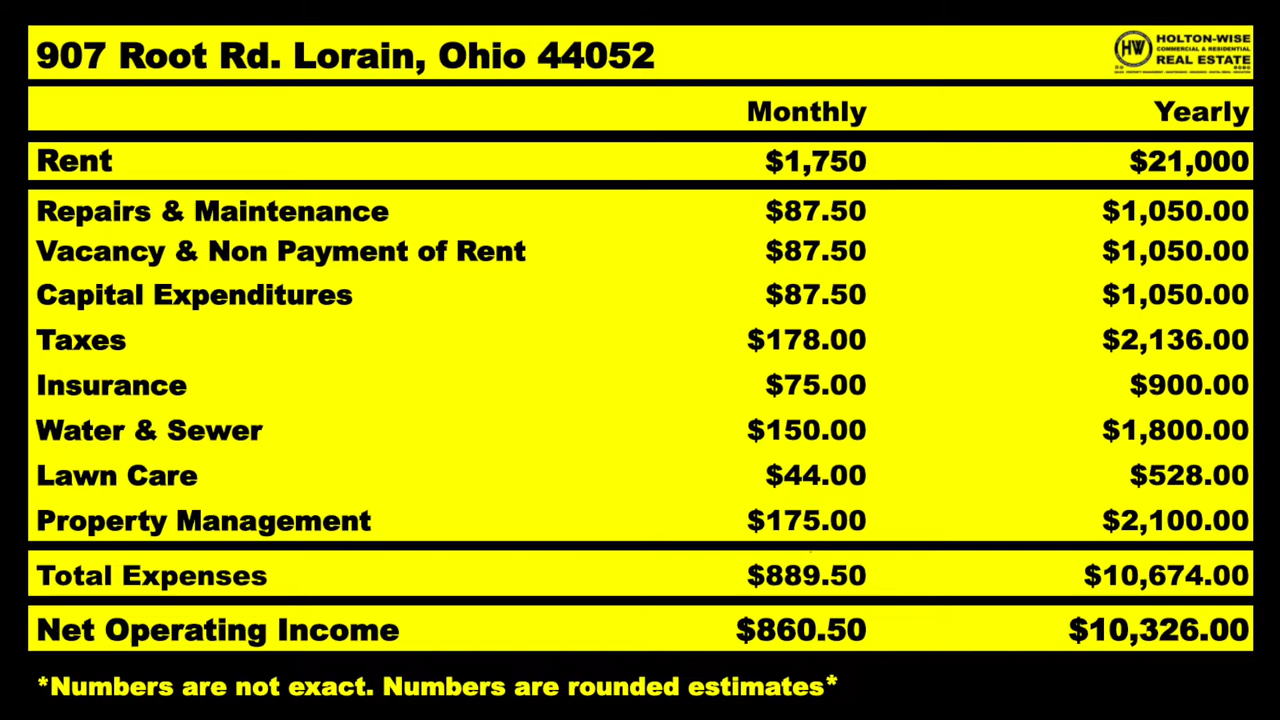 907 Root Rd. Lorain, Ohio 44052
HOLTON-WISE
COMMERCIAL & RESIDENTIAL
REAL ESTATE
HW
Monthly Yearly
Rent $1,750 $21,000
Repairs & Maintenance $87.50 $1,050.00
Vacancy & Non Payment of Rent $87.50 $1,050.00
Capital Expenditures $87.50 $1,050.00
Taxes $178.00 $2,136.00
Insurance $75.00 $900.00
Water & Sewer $150.00 $1,800.00
Lawn Care $44.00 $528.00
Property Management $175.00 $2,100.00
Total Expenses $889.50 $10,674.00
Net Operating Income $860.50 $10,326.00
*Numbers are not exact. Numbers are rounded estimates*